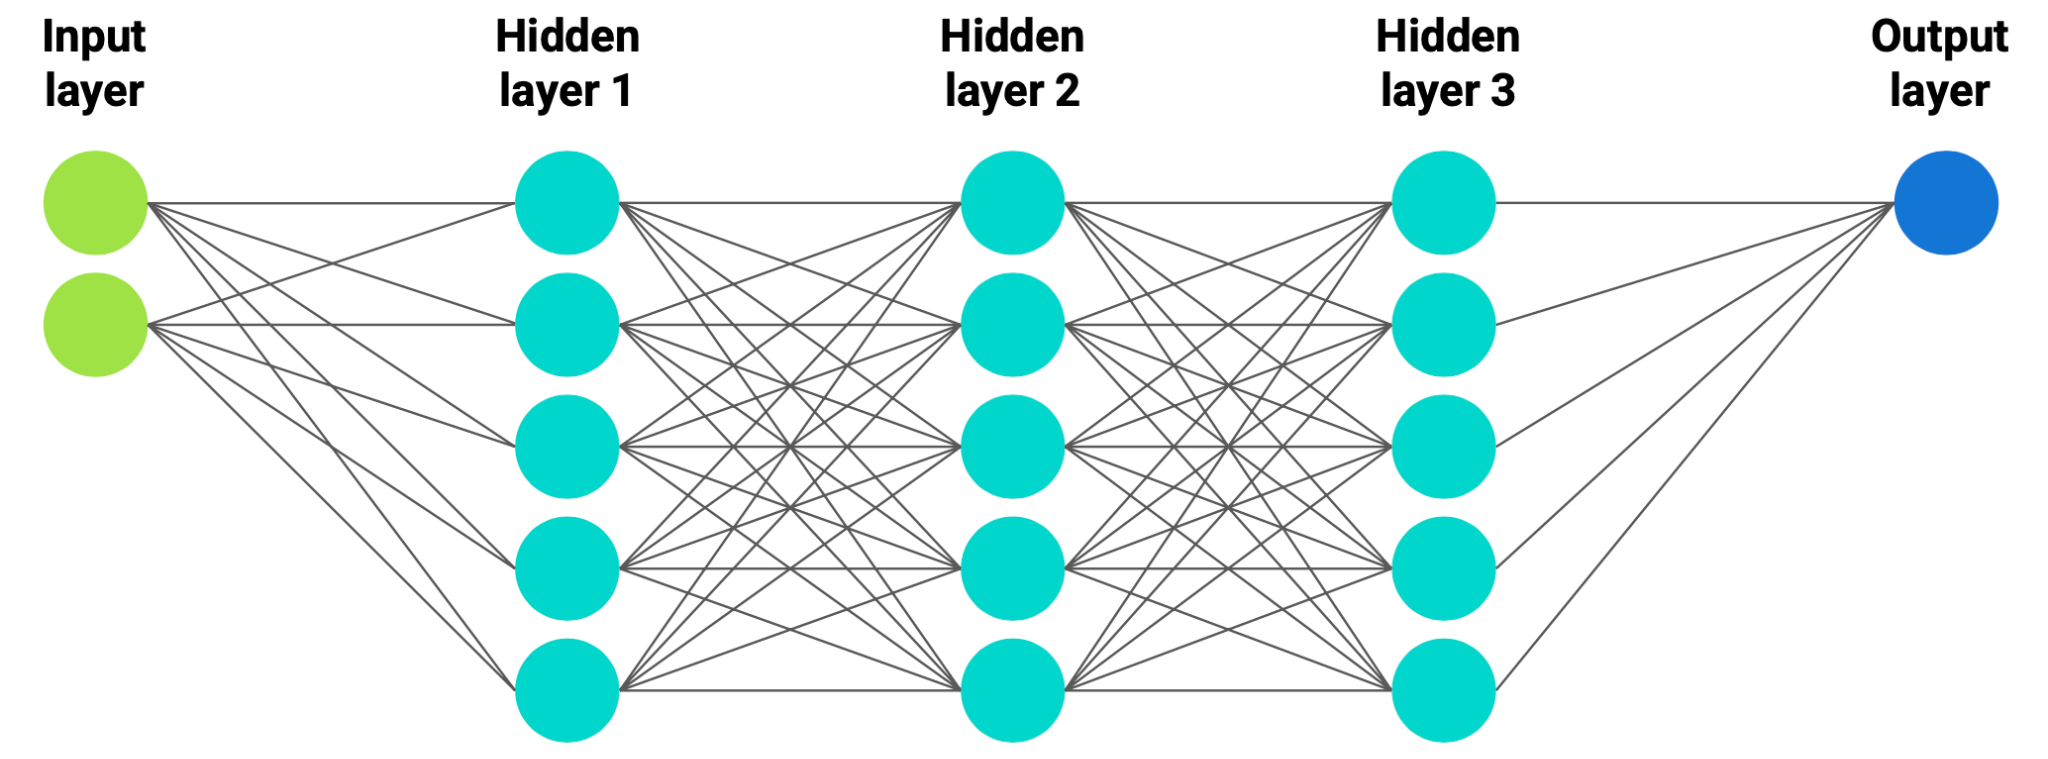 Input
layer
Hidden
layer 1
Hidden
layer 2
Hidden
layer 3
Output
layer